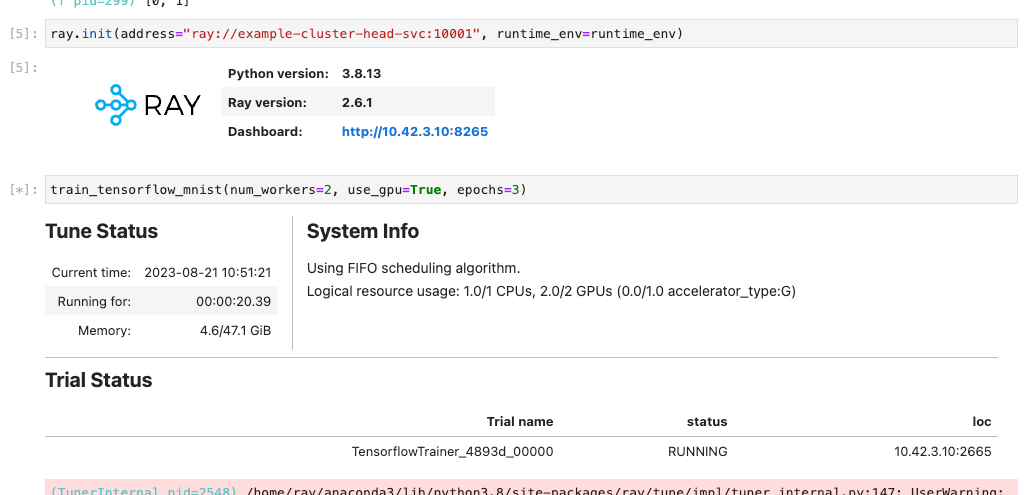 (T pid=299) [0, 1]
[5]: ray.init(address="ray://example-cluster-head-svc:10001", runtime_env=runtime_env)
[5]:
RAY
Python version: 3.8.13
Ray version: 2.6.1
Dashboard: http://10.42.3.10:8265
[*]: train_tensorflow_mnist(num_workers=2, use_gpu=True, epochs=3)
Tune Status
Current time: 2023-08-21 10:51:21
Running for: 00:00:20.39
Memory: 4.6/47.1 GiB
System Info
Using FIFO scheduling algorithm.
Logical resource usage: 1.0/1 CPUs, 2.0/2 GPUs (0.0/1.0 accelerator_type:G)
Trial Status
Trial name status loc
TensorflowTrainer_4893d_00000 RUNNING 10.42.3.10:2665
(TunerInternal pid=2548) /home/ray/anaconda3/lib/python3.8/site-packages/ray/tune/impl/tuner_internal.py:147: UserWarning: